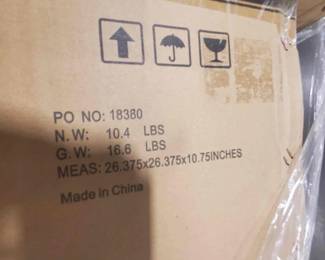 PO NO: 18380
N.W: 10.4 LBS
G.W: 16.6 LBS
MEAS: 26.375x26.375x10.75INCHES
Made in China